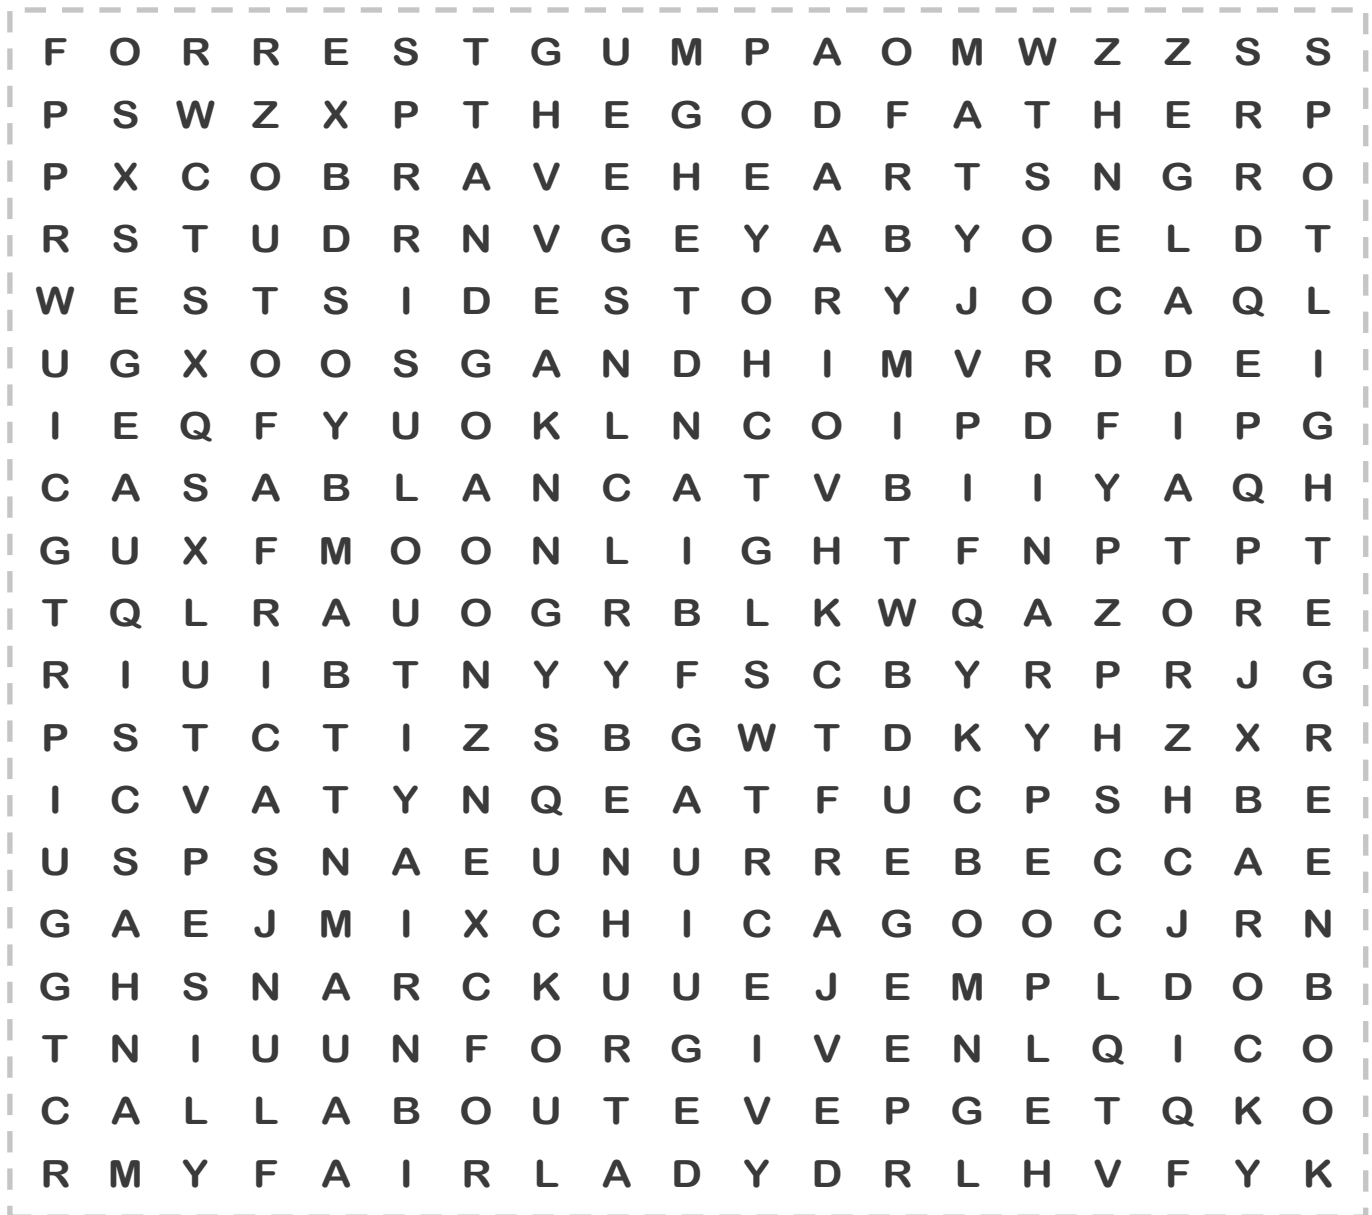 F O R R E S T G U M P A O M W Z Z S S
P S W Z X P T H E G O D F A T H E R P
P X C O B R A V E H E A R T S N G R O
R S T U D R N V G E Y A B Y O E L D T
W E S T S I D E S T O R Y J O C A Q L
U G X O O S G A N D H I M V R D D E I
I E Q F Y U O K L N C O I P D F I P G
C A S A B L A N C A T V B I I Y A Q H
G U X F M O O N L I G H T F N P T P T
T Q L R A U O G R B L K W Q A Z O R E
R I U I B T N Y Y F S C B Y R P R J G
P S T C T I Z S B G W T D K Y H Z X R
I C V A T Y N Q E A T F U C P S H B E
U S P S N A E U N U R R E B E C C A E
G A E J M I X C H I C A G O O C J R N
G H S N A R C K U U E J E M P L D O B
T N I U U N F O R G I V E N L Q I C O
C A L L A B O U T E V E P G E T Q K O
R M Y F A I R L A D Y D R L H V F Y K